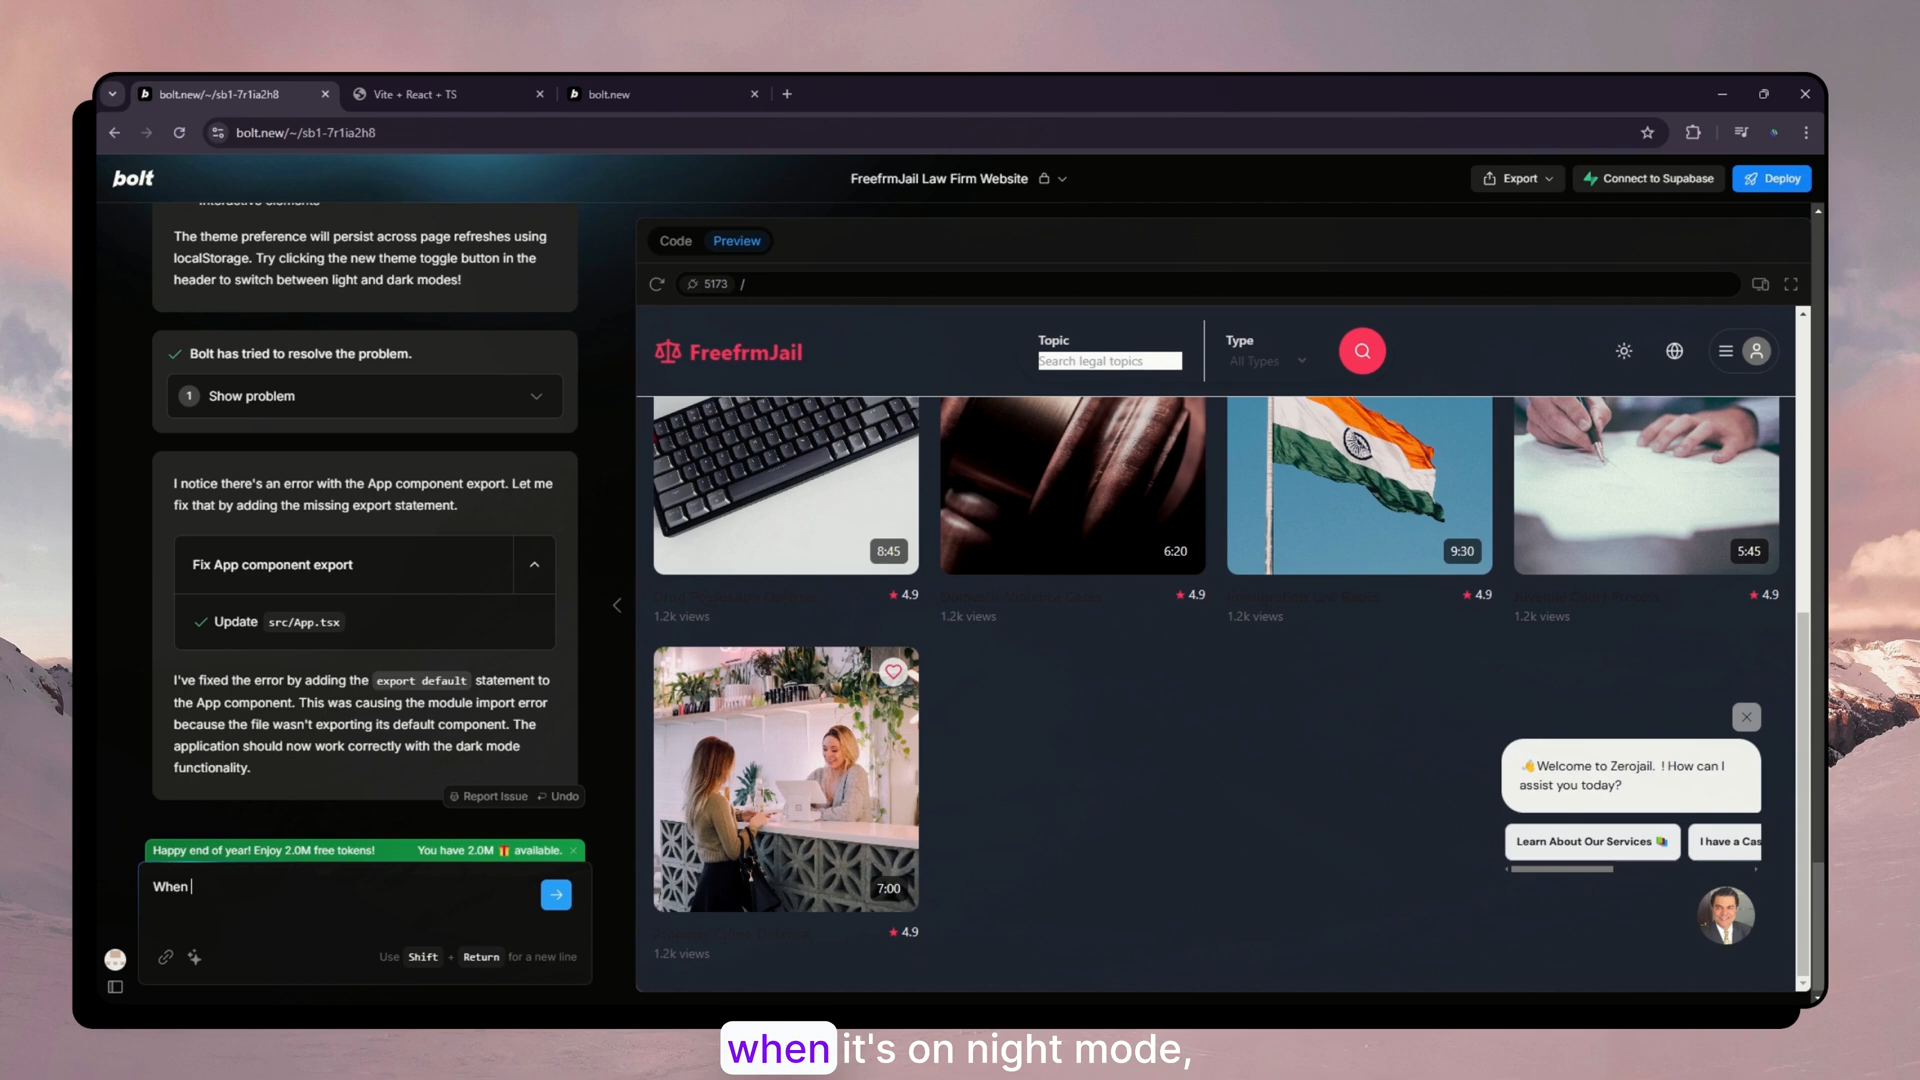 bolt.new/~/sb1-7r1ia2h8
Vite + React + TS
bolt.new
bolt.new/~/sb1-7r1ia2h8
bolt
FreefrmJail Law Firm Website
Export
Connect to Supabase
Deploy
interactive elements
The theme preference will persist across page refreshes using
localStorage. Try clicking the new theme toggle button in the
header to switch between light and dark modes!
Bolt has tried to resolve the problem.
1 Show problem
I notice there's an error with the App component export. Let me
fix that by adding the missing export statement.
Fix App component export
Update src/App.tsx
I've fixed the error by adding the export default statement to
the App component. This was causing the module import error
because the file wasn't exporting its default component. The
application should now work correctly with the dark mode
functionality.
Report Issue Undo
Happy end of year! Enjoy 2.0M free tokens! You have 2.0M 🎁 available.
When
Use Shift + Return for a new line
Code Preview
5173 /
FreefrmJail
Topic
Search legal topics
Type
All Types
8:45
6:20
9:30
5:45
★ 4.9
1.2k views
★ 4.9
1.2k views
★ 4.9
1.2k views
★ 4.9
1.2k views
7:00
★ 4.9
1.2k views
👋Welcome to Zerojail. ! How can I
assist you today?
Learn About Our Services 📚
I have a Cas
when it's on night mode,